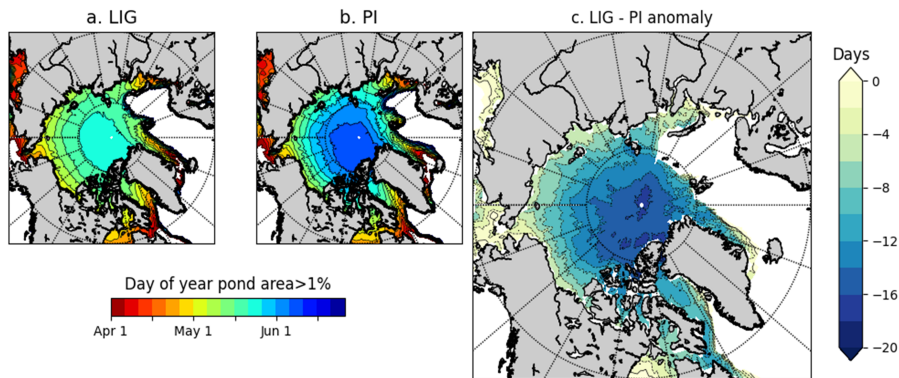 a. LIG
b. PI
c. LIG - PI anomaly
Days
0
−4
−8
−12
−16
−20
Day of year pond area>1%
Apr 1 May 1 Jun 1